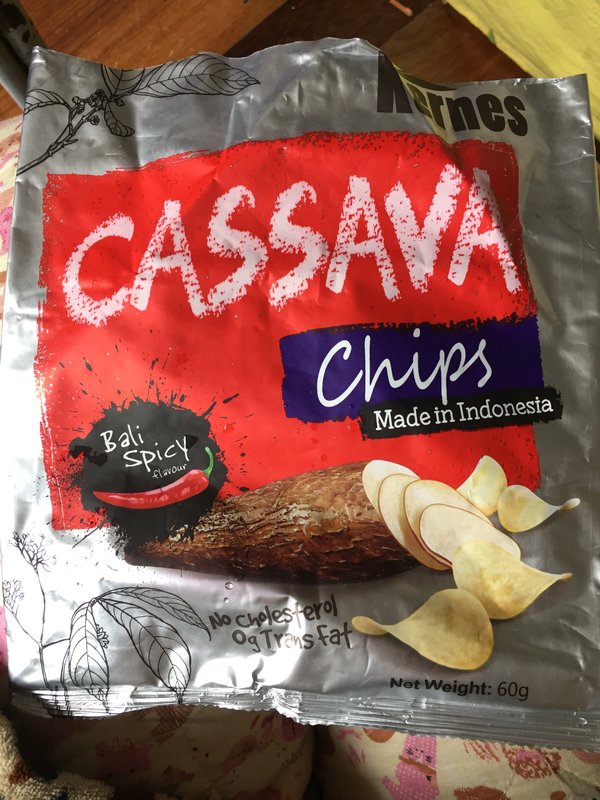 CASSAVA
Chips
Made in Indonesia
Bali
Spicy
flavour
No Cholesterol
0g Trans Fat
Net Weight: 60g